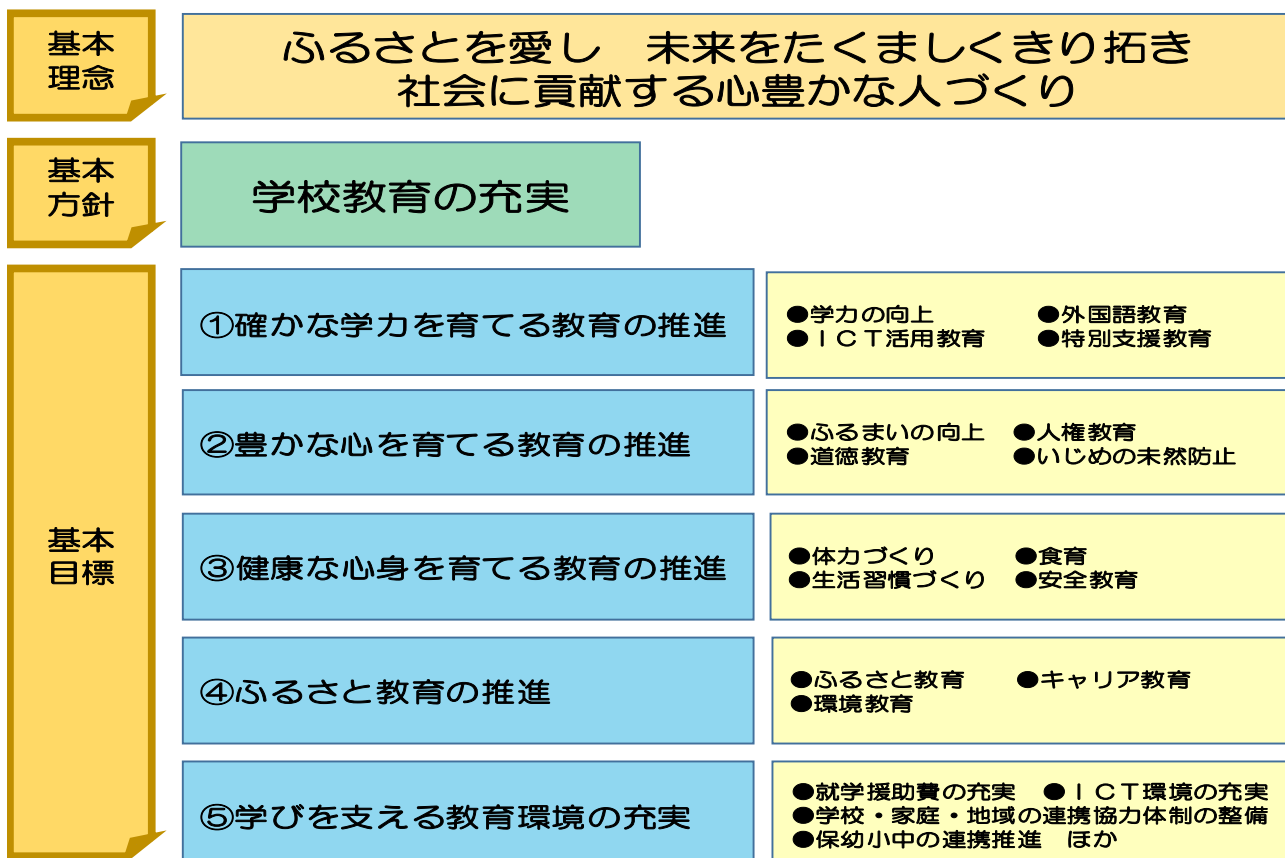 基本
理念
ふるさとを愛し　未来をたくましくきり拓き
社会に貢献する心豊かな人づくり
基本
方針
学校教育の充実
基本
目標
①確かな学力を育てる教育の推進
●学力の向上　●外国語教育
●ＩＣＴ活用教育　●特別支援教育
②豊かな心を育てる教育の推進
●ふるまいの向上　●人権教育
●道徳教育　●いじめの未然防止
③健康な心身を育てる教育の推進
●体力づくり　●食育
●生活習慣づくり　●安全教育
④ふるさと教育の推進
●ふるさと教育　●キャリア教育
●環境教育
⑤学びを支える教育環境の充実
●就学援助費の充実　●ＩＣＴ環境の充実
●学校・家庭・地域の連携協力体制の整備
●保幼小中の連携推進　ほか